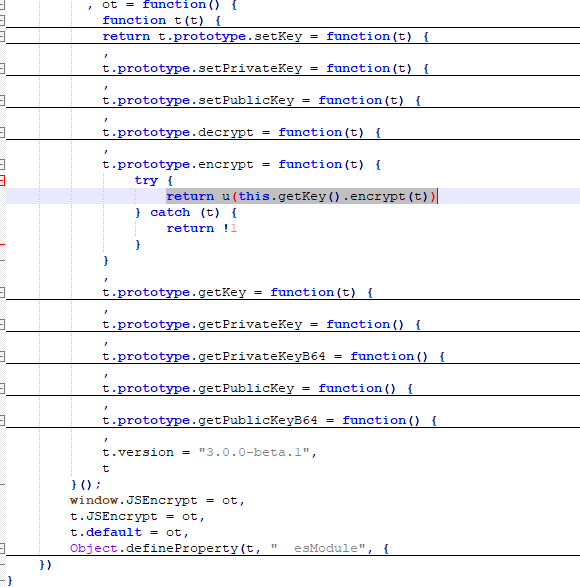 , ot = function() {
function t(t) {
return t.prototype.setKey = function(t) {
,
t.prototype.setPrivateKey = function(t) {
,
t.prototype.setPublicKey = function(t) {
,
t.prototype.decrypt = function(t) {
,
t.prototype.encrypt = function(t) {
try {
return u(this.getKey().encrypt(t))
} catch (t) {
return !1
}
}
,
t.prototype.getKey = function(t) {
,
t.prototype.getPrivateKey = function() {
,
t.prototype.getPrivateKeyB64 = function() {
,
t.prototype.getPublicKey = function() {
,
t.prototype.getPublicKeyB64 = function() {
,
t.version = "3.0.0-beta.1",
t
}();
window.JSEncrypt = ot,
t.JSEncrypt = ot,
t.default = ot,
Object.defineProperty(t, "__esModule", {
})
}